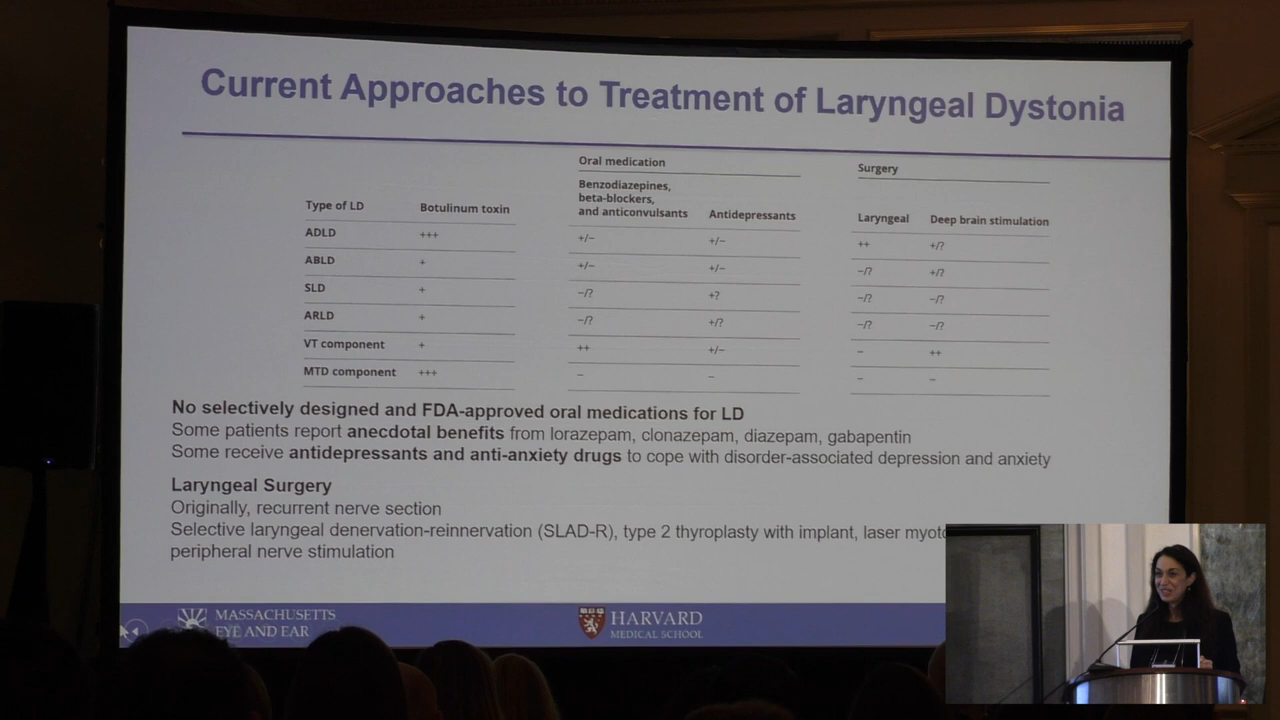 Current Approaches to Treatment of Laryngeal Dystonia
Oral medication
Surgery
Type of LD
Botulinum toxin
Benzodiazepines,
beta-blockers,
and anticonvulsants
Antidepressants
Laryngeal
Deep brain stimulation
ADLD +++ +/− +/− ++ +/?
ABLD + +/− +/− −/? +/?
SLD + −/? +? −/? −/?
ARLD + −/? +/? −/? −/?
VT component + ++ +/− − ++
MTD component +++ − − − −
No selectively designed and FDA-approved oral medications for LD
Some patients report anecdotal benefits from lorazepam, clonazepam, diazepam, gabapentin
Some receive antidepressants and anti-anxiety drugs to cope with disorder-associated depression and anxiety
Laryngeal Surgery
Originally, recurrent nerve section
Selective laryngeal denervation-reinnervation (SLAD-R), type 2 thyroplasty with implant, laser
peripheral nerve stimulation
MASSACHUSETTS
EYE AND EAR
HARVARD
MEDICAL SCHOOL